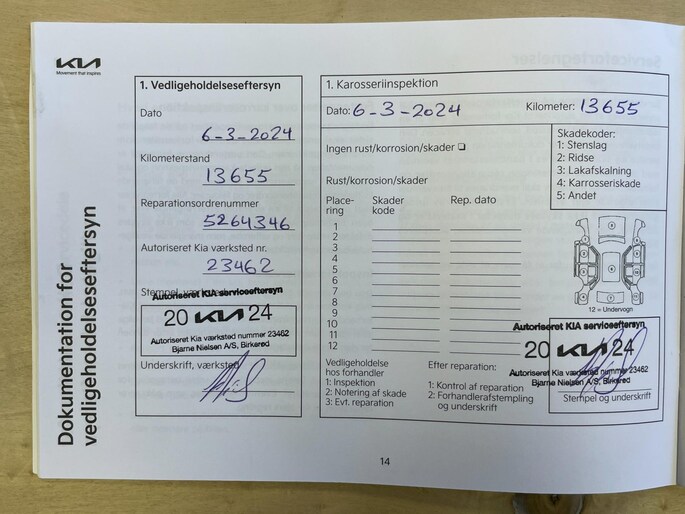 KIA
Movement that inspires
Dokumentation for
vedligeholdelseseftersyn
1. Vedligeholdelseseftersyn
Dato
6-3-2024
Kilometerstand
13655
Reparationsordrenummer
5264346
Autoriseret Kia værksted nr.
23462
Stempel, værksted
Autoriseret KIA serviceeftersyn
20 KIA 24
Autoriseret Kia værksted nummer 23462
Bjarne Nielsen A/S, Birkerød
Underskrift, værksted
1. Karosseriinspektion
Dato: 6-3-2024 Kilometer: 13655
Ingen rust/korrosion/skader
Rust/korrosion/skader
Place-
ring
Skader
kode
Rep. dato
1
2
3
4
5
6
7
8
9
10
11
12
Skadekoder:
1: Stenslag
2: Ridse
3: Lakafskalning
4: Karrosseriskade
5: Andet
12 = Undervogn
Vedligeholdelse
hos forhandler
1: Inspektion
2: Notering af skade
3: Evt. reparation
Efter reparation:
1: Kontrol af reparation
2: Forhandlerafstempling
og underskrift
Autoriseret KIA serviceeftersyn
20 KIA 24
Autoriseret Kia værksted nummer 23462
Bjarne Nielsen A/S, Birkerød
Stempel og underskrift
14